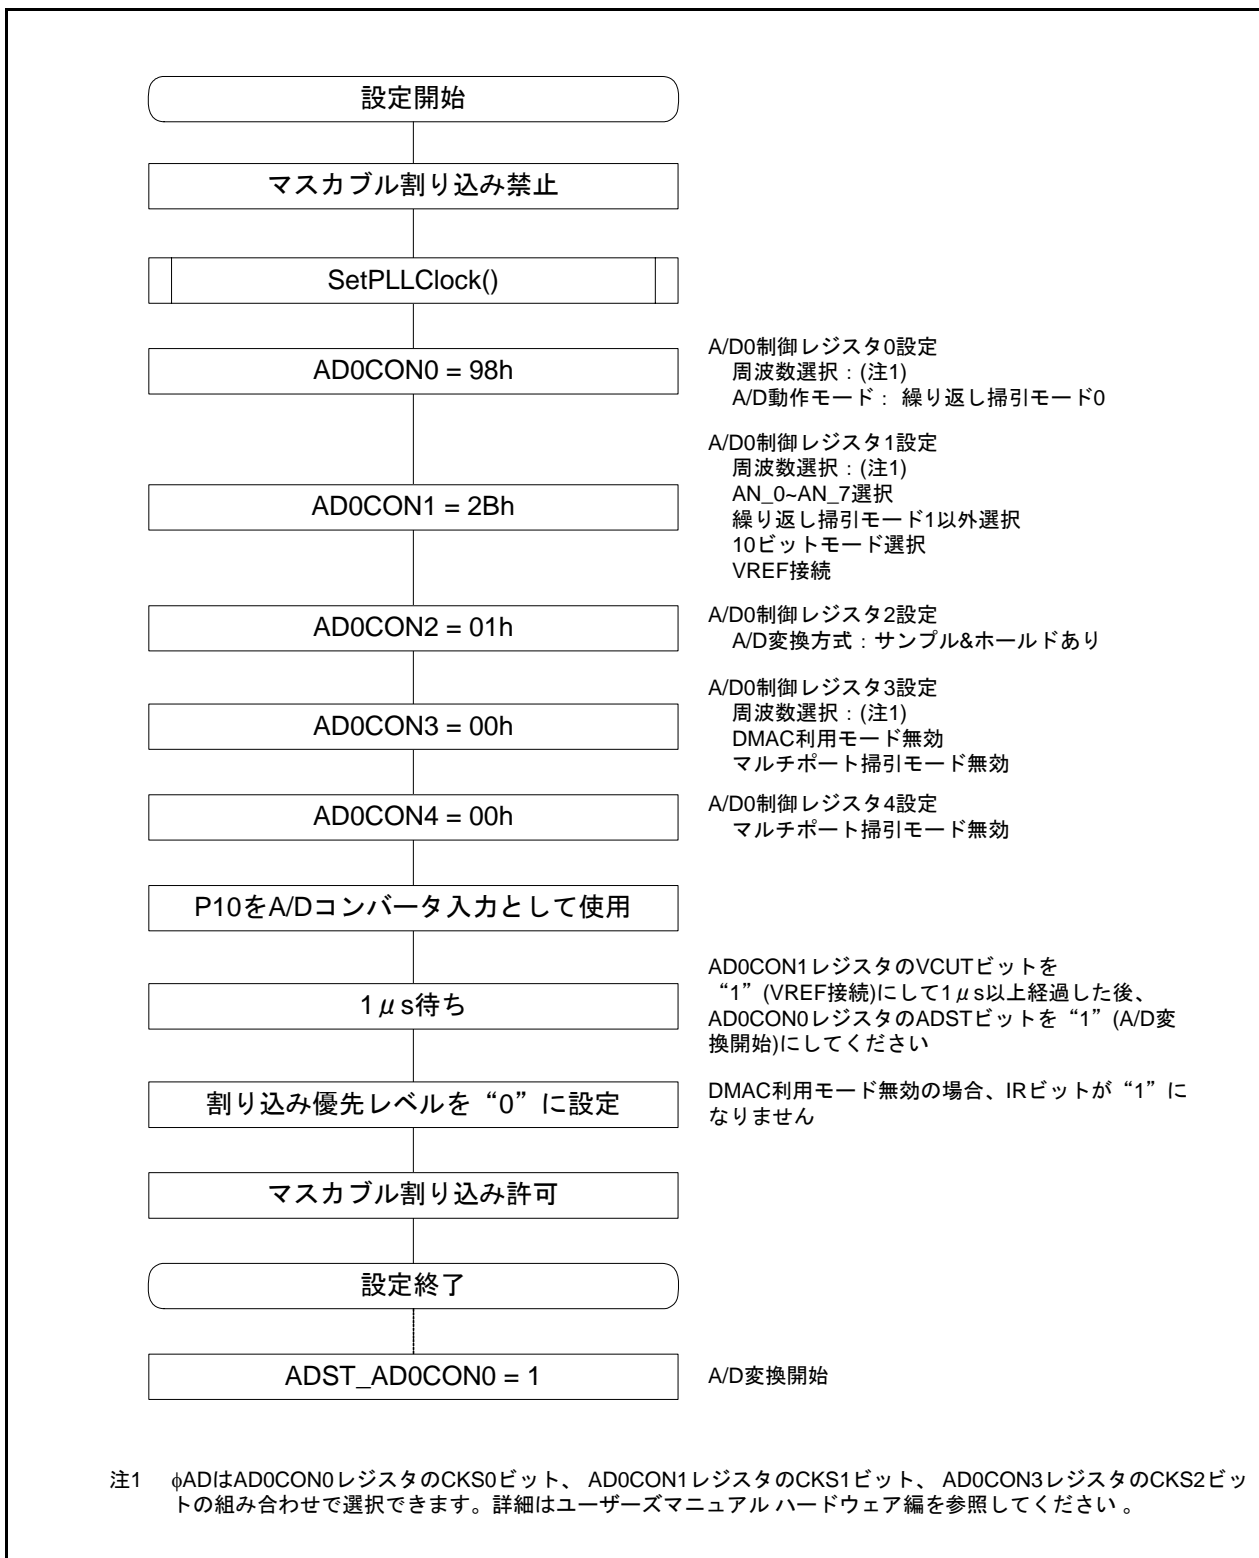 設定開始
マスカブル割り込み禁止
SetPLLClock()
AD0CON0 = 98h
A/D0制御レジスタ0設定
周波数選択：(注1)
A/D動作モード： 繰り返し掃引モード0
AD0CON1 = 2Bh
A/D0制御レジスタ1設定
周波数選択：(注1)
AN_0~AN_7選択
繰り返し掃引モード1以外選択
10ビットモード選択
VREF接続
AD0CON2 = 01h
A/D0制御レジスタ2設定
A/D変換方式：サンプル&ホールドあり
AD0CON3 = 00h
A/D0制御レジスタ3設定
周波数選択：(注1)
DMAC利用モード無効
マルチポート掃引モード無効
AD0CON4 = 00h
A/D0制御レジスタ4設定
マルチポート掃引モード無効
P10をA/Dコンバータ入力として使用
1μs待ち
AD0CON1レジスタのVCUTビットを
“1”(VREF接続)にして1μs以上経過した後、
AD0CON0レジスタのADSTビットを“1”(A/D変
換開始)にしてください
割り込み優先レベルを“0”に設定
DMAC利用モード無効の場合、IRビットが“1”に
なりません
マスカブル割り込み許可
設定終了
ADST_AD0CON0 = 1
A/D変換開始
注1 φADはAD0CON0レジスタのCKS0ビット、 AD0CON1レジスタのCKS1ビット、 AD0CON3レジスタのCKS2ビッ
トの組み合わせで選択できます。詳細はユーザーズマニュアル ハードウェア編を参照してください 。